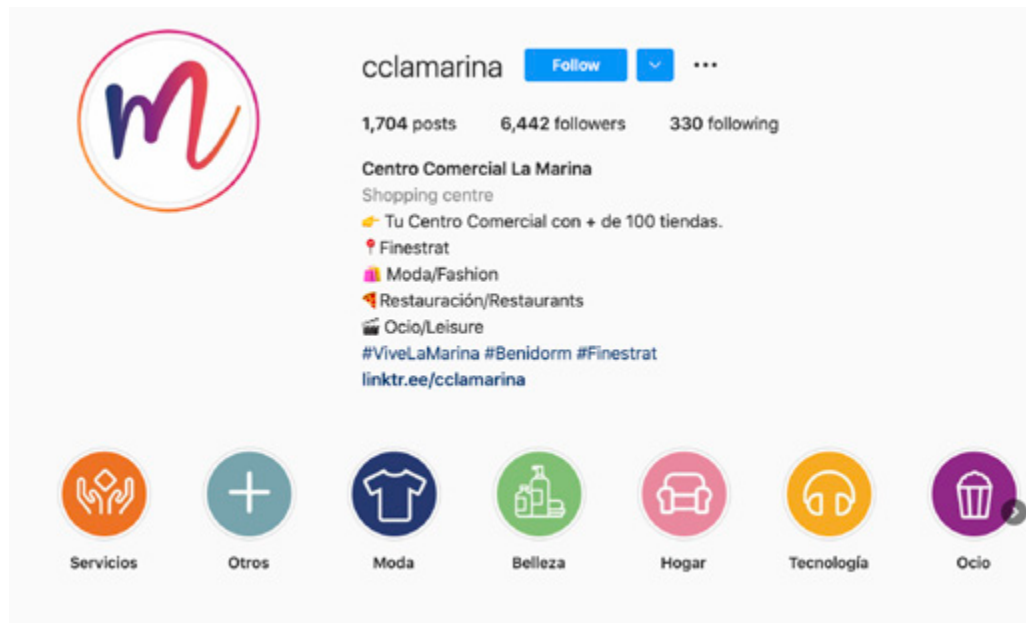 cclamarina Follow
1,704 posts 6,442 followers 330 following
Centro Comercial La Marina
Shopping centre
👉 Tu Centro Comercial con + de 100 tiendas.
📍Finestrat
🛍️ Moda/Fashion
🍕Restauración/Restaurants
🎬 Ocio/Leisure
#ViveLaMarina #Benidorm #Finestrat
linktr.ee/cclamarina
Servicios Otros Moda Belleza Hogar Tecnología Ocio